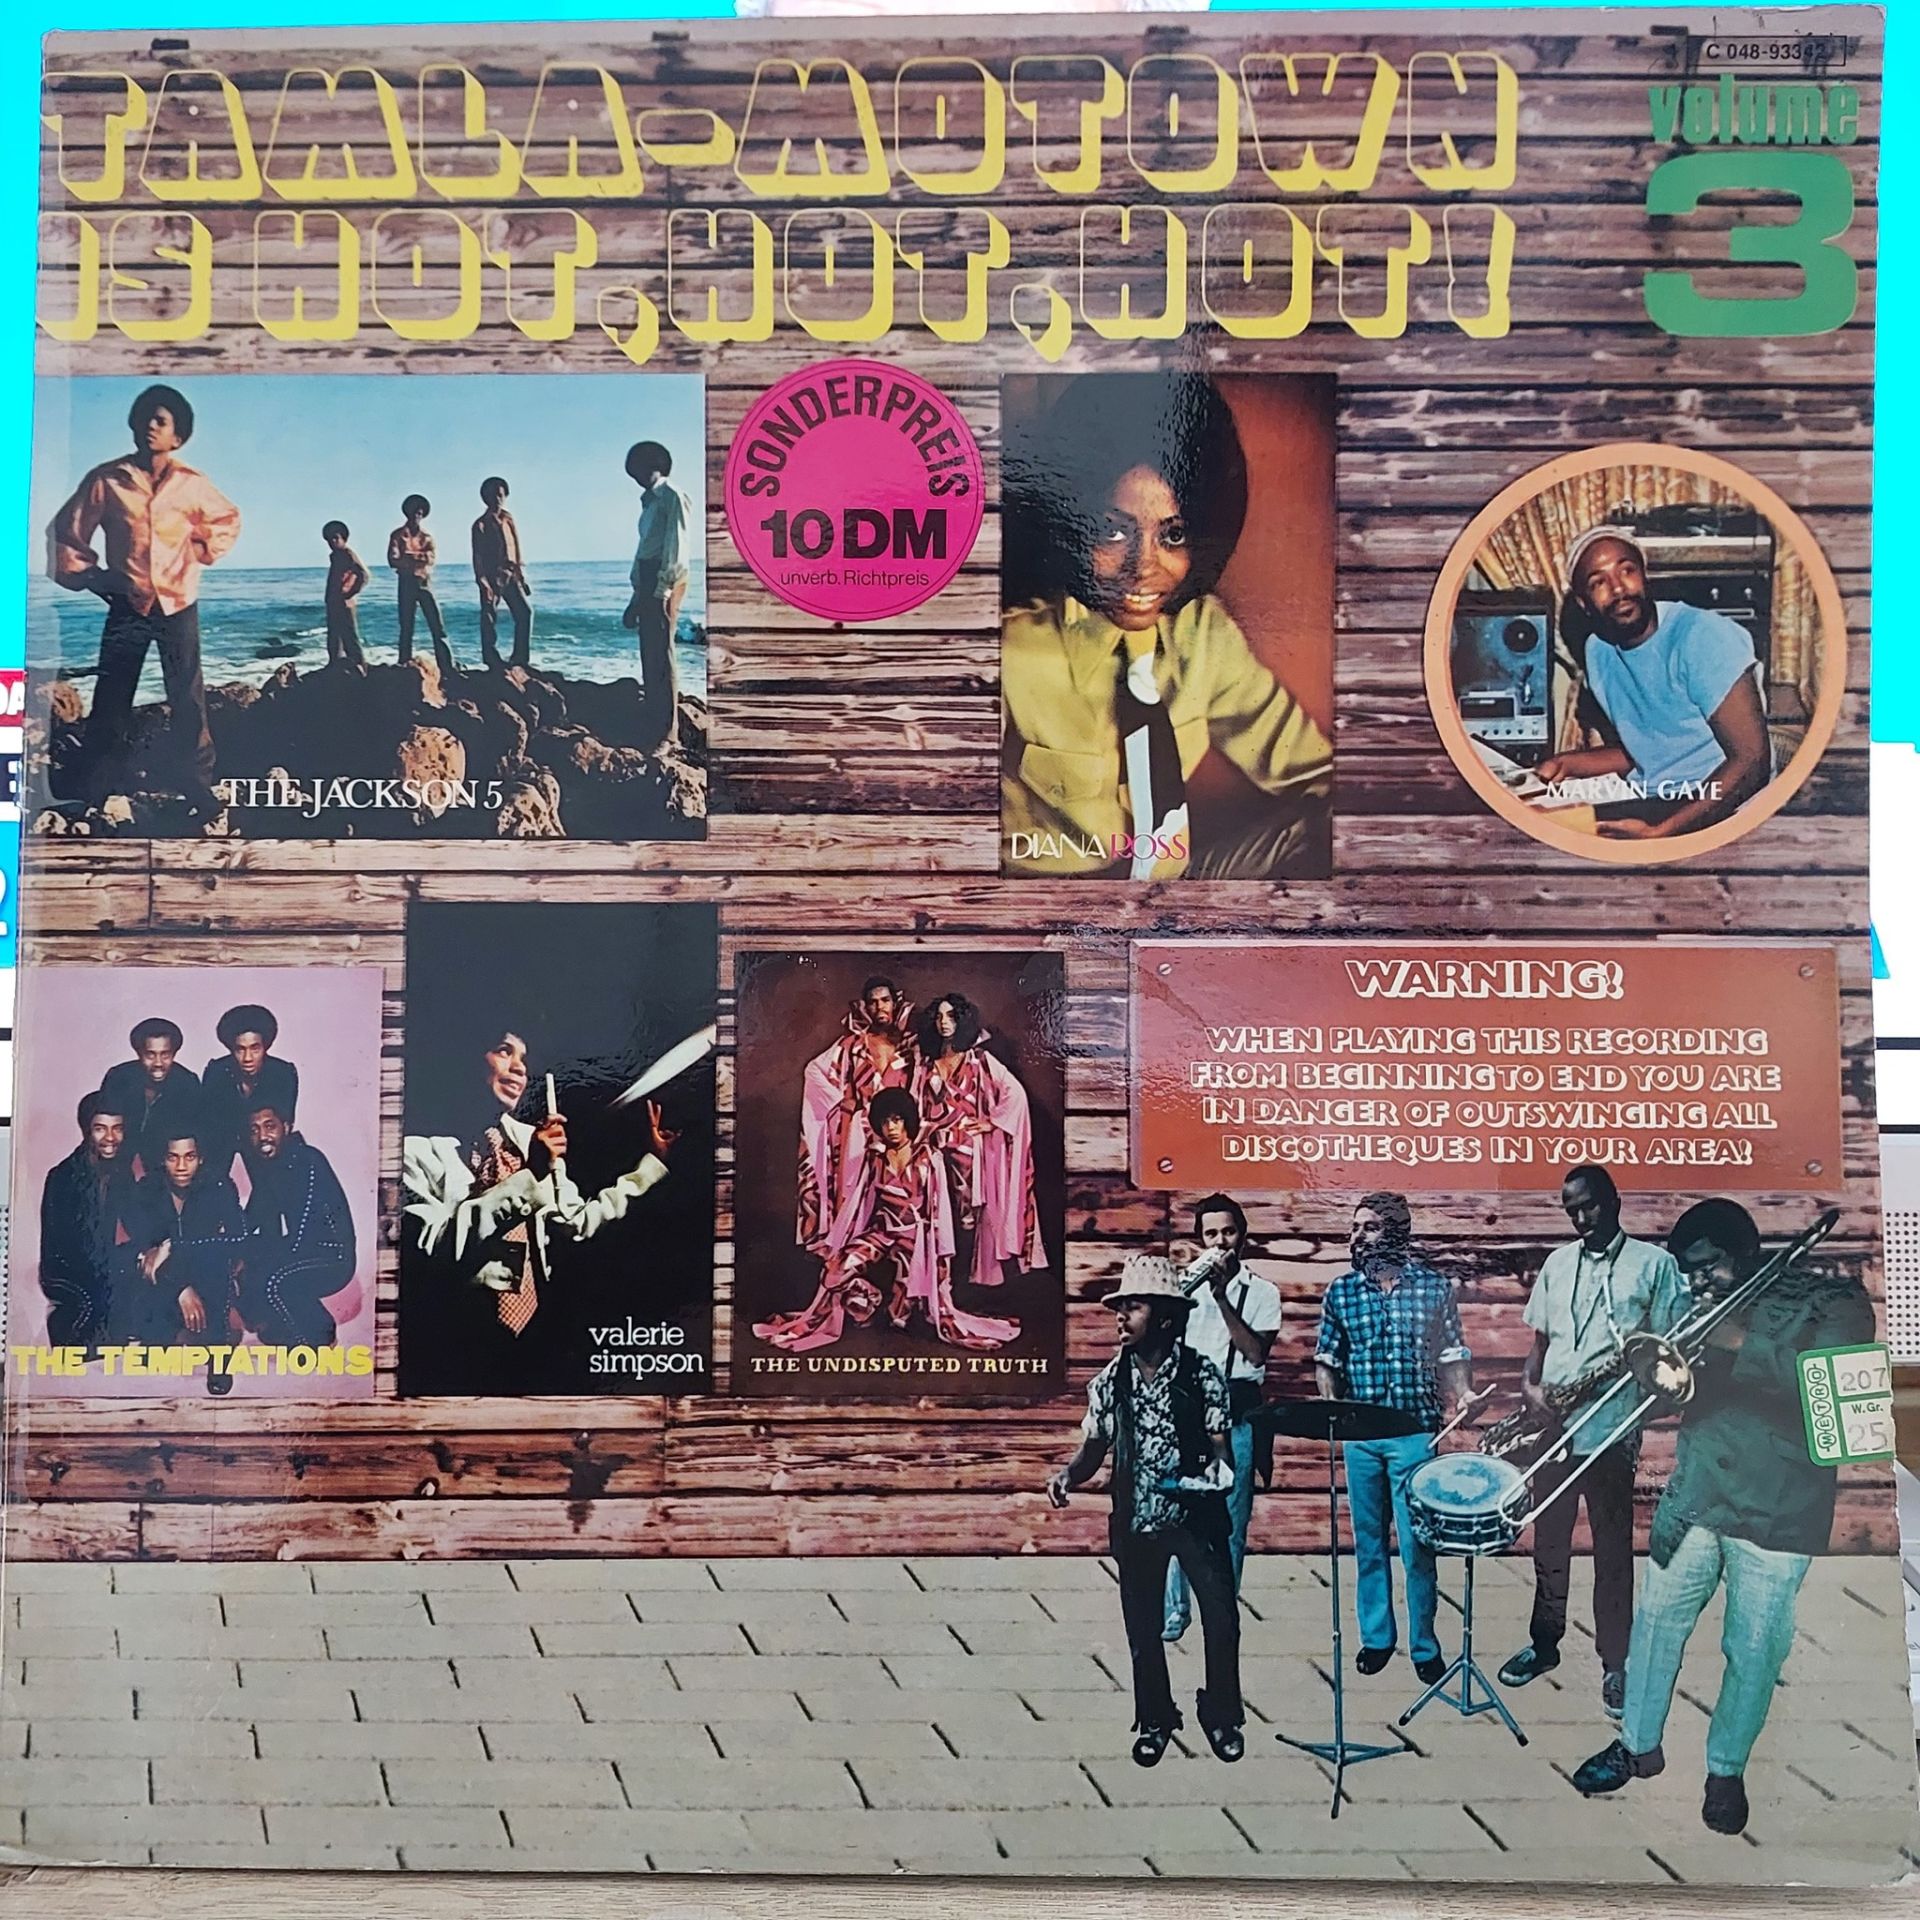 C 048-93342
TAMLA-MOTOWN
IS HOT, HOT, HOT!
volume
3
SONDERPREIS
10 DM
unverb. Richtpreis
THE JACKSON 5
DIANA ROSS
MARVIN GAYE
WARNING!
WHEN PLAYING THIS RECORDING
FROM BEGINNING TO END YOU ARE
IN DANGER OF OUTSWINGING ALL
DISCOTHEQUES IN YOUR AREA!
THE TEMPTATIONS
valerie
simpson
THE UNDISPUTED TRUTH
METRO
207
W. Gr.
25